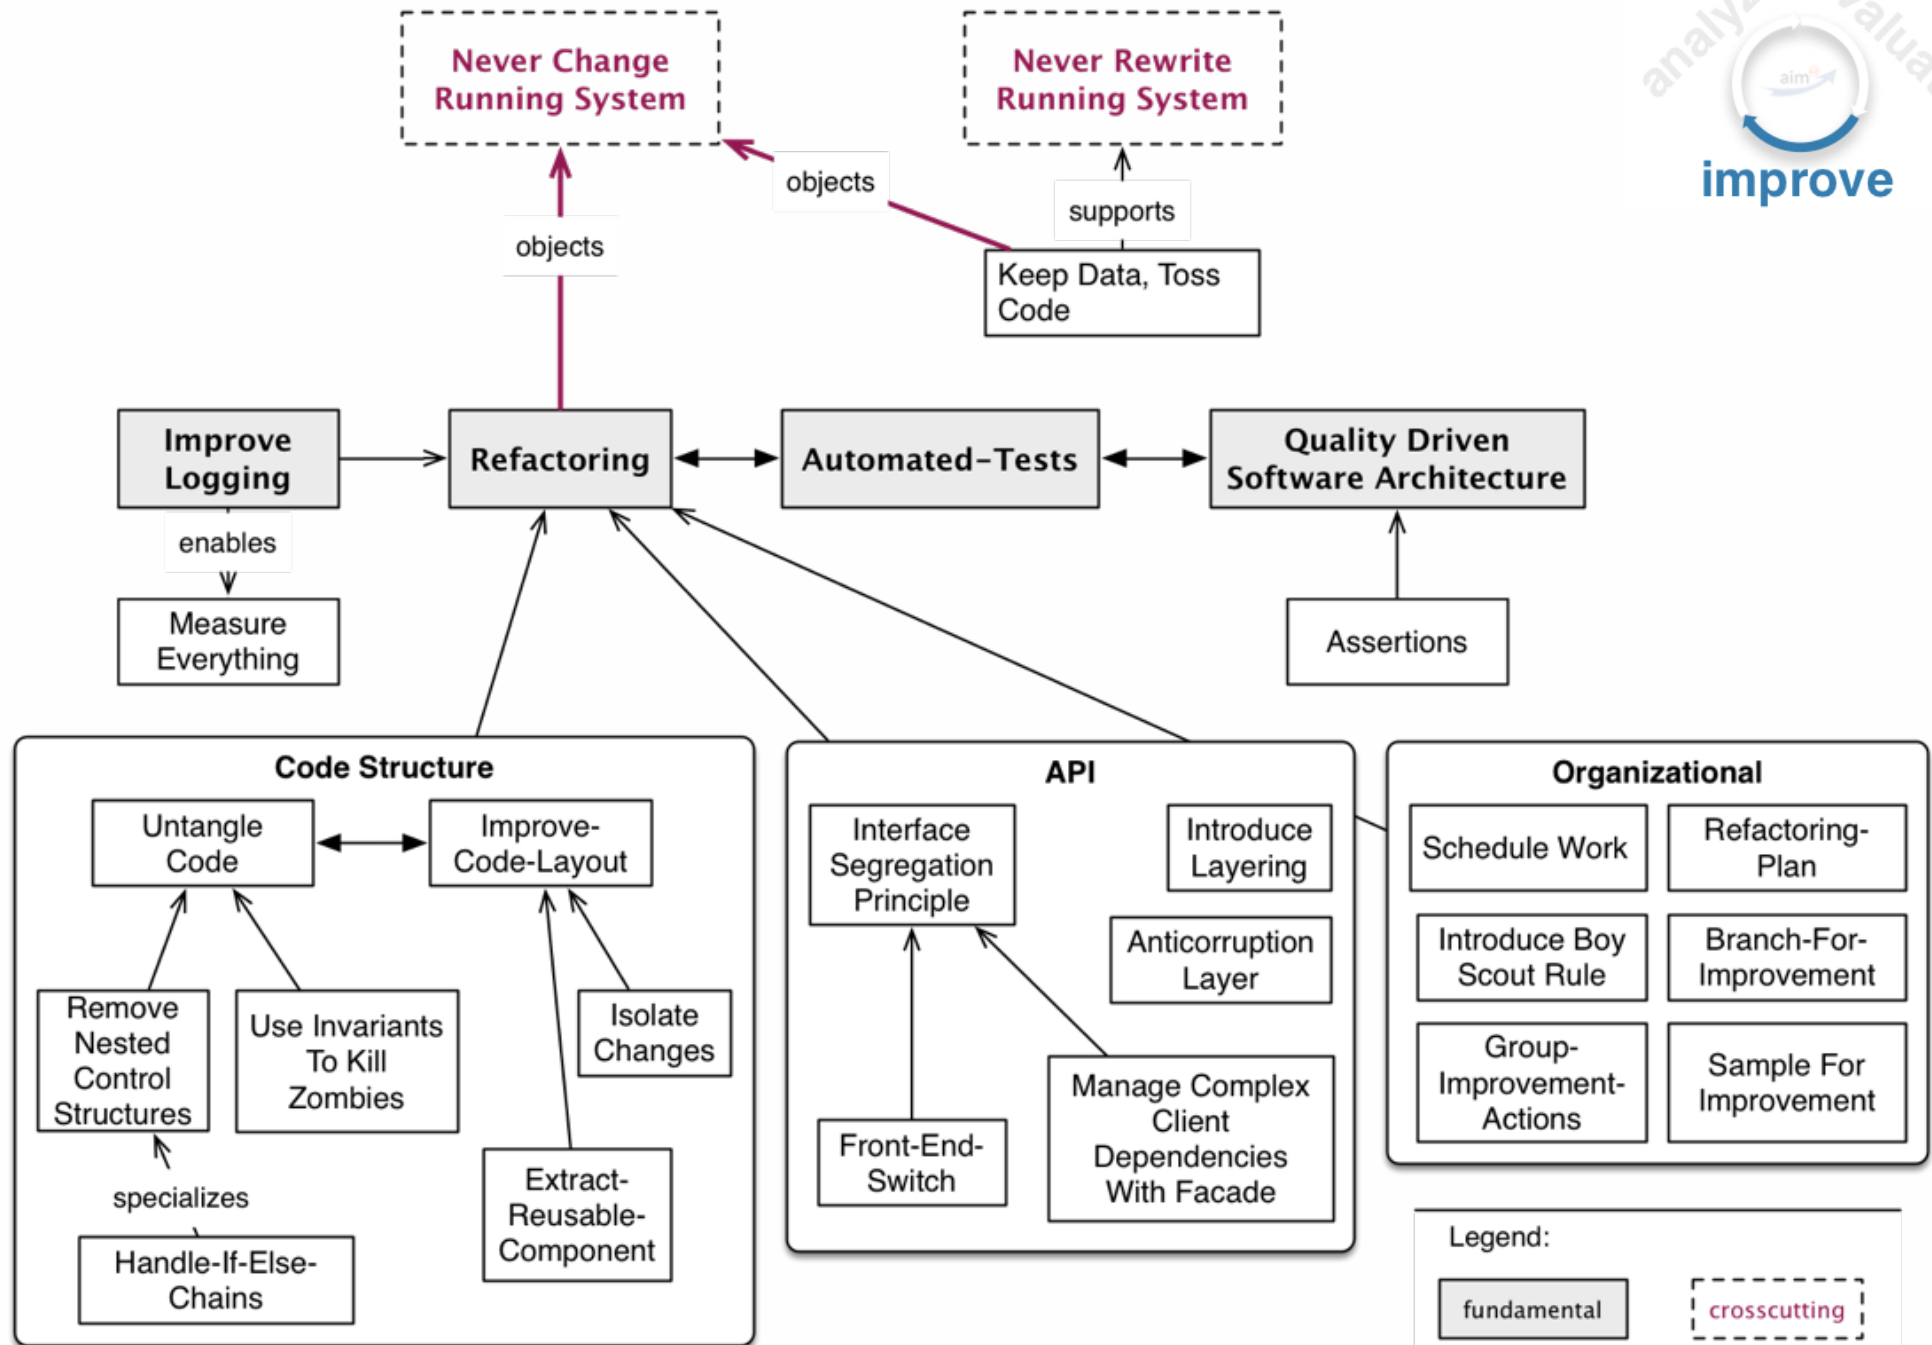 Never Change
Running System
Never Rewrite
Running System
analyz
valua
aim
improve
objects
supports
objects
Keep Data, Toss
Code
Improve
Logging
Refactoring
Automated-Tests
Quality Driven
Software Architecture
enables
Measure
Everything
Assertions
Code Structure
Untangle
Code
Improve-
Code-Layout
Remove
Nested
Control
Structures
Use Invariants
To Kill
Zombies
Isolate
Changes
specializes
Handle-If-Else-
Chains
Extract-
Reusable-
Component
API
Interface
Segregation
Principle
Introduce
Layering
Anticorruption
Layer
Front-End-
Switch
Manage Complex
Client
Dependencies
With Facade
Organizational
Schedule Work
Refactoring-
Plan
Introduce Boy
Scout Rule
Branch-For-
Improvement
Group-
Improvement-
Actions
Sample For
Improvement
Legend:
fundamental
crosscutting